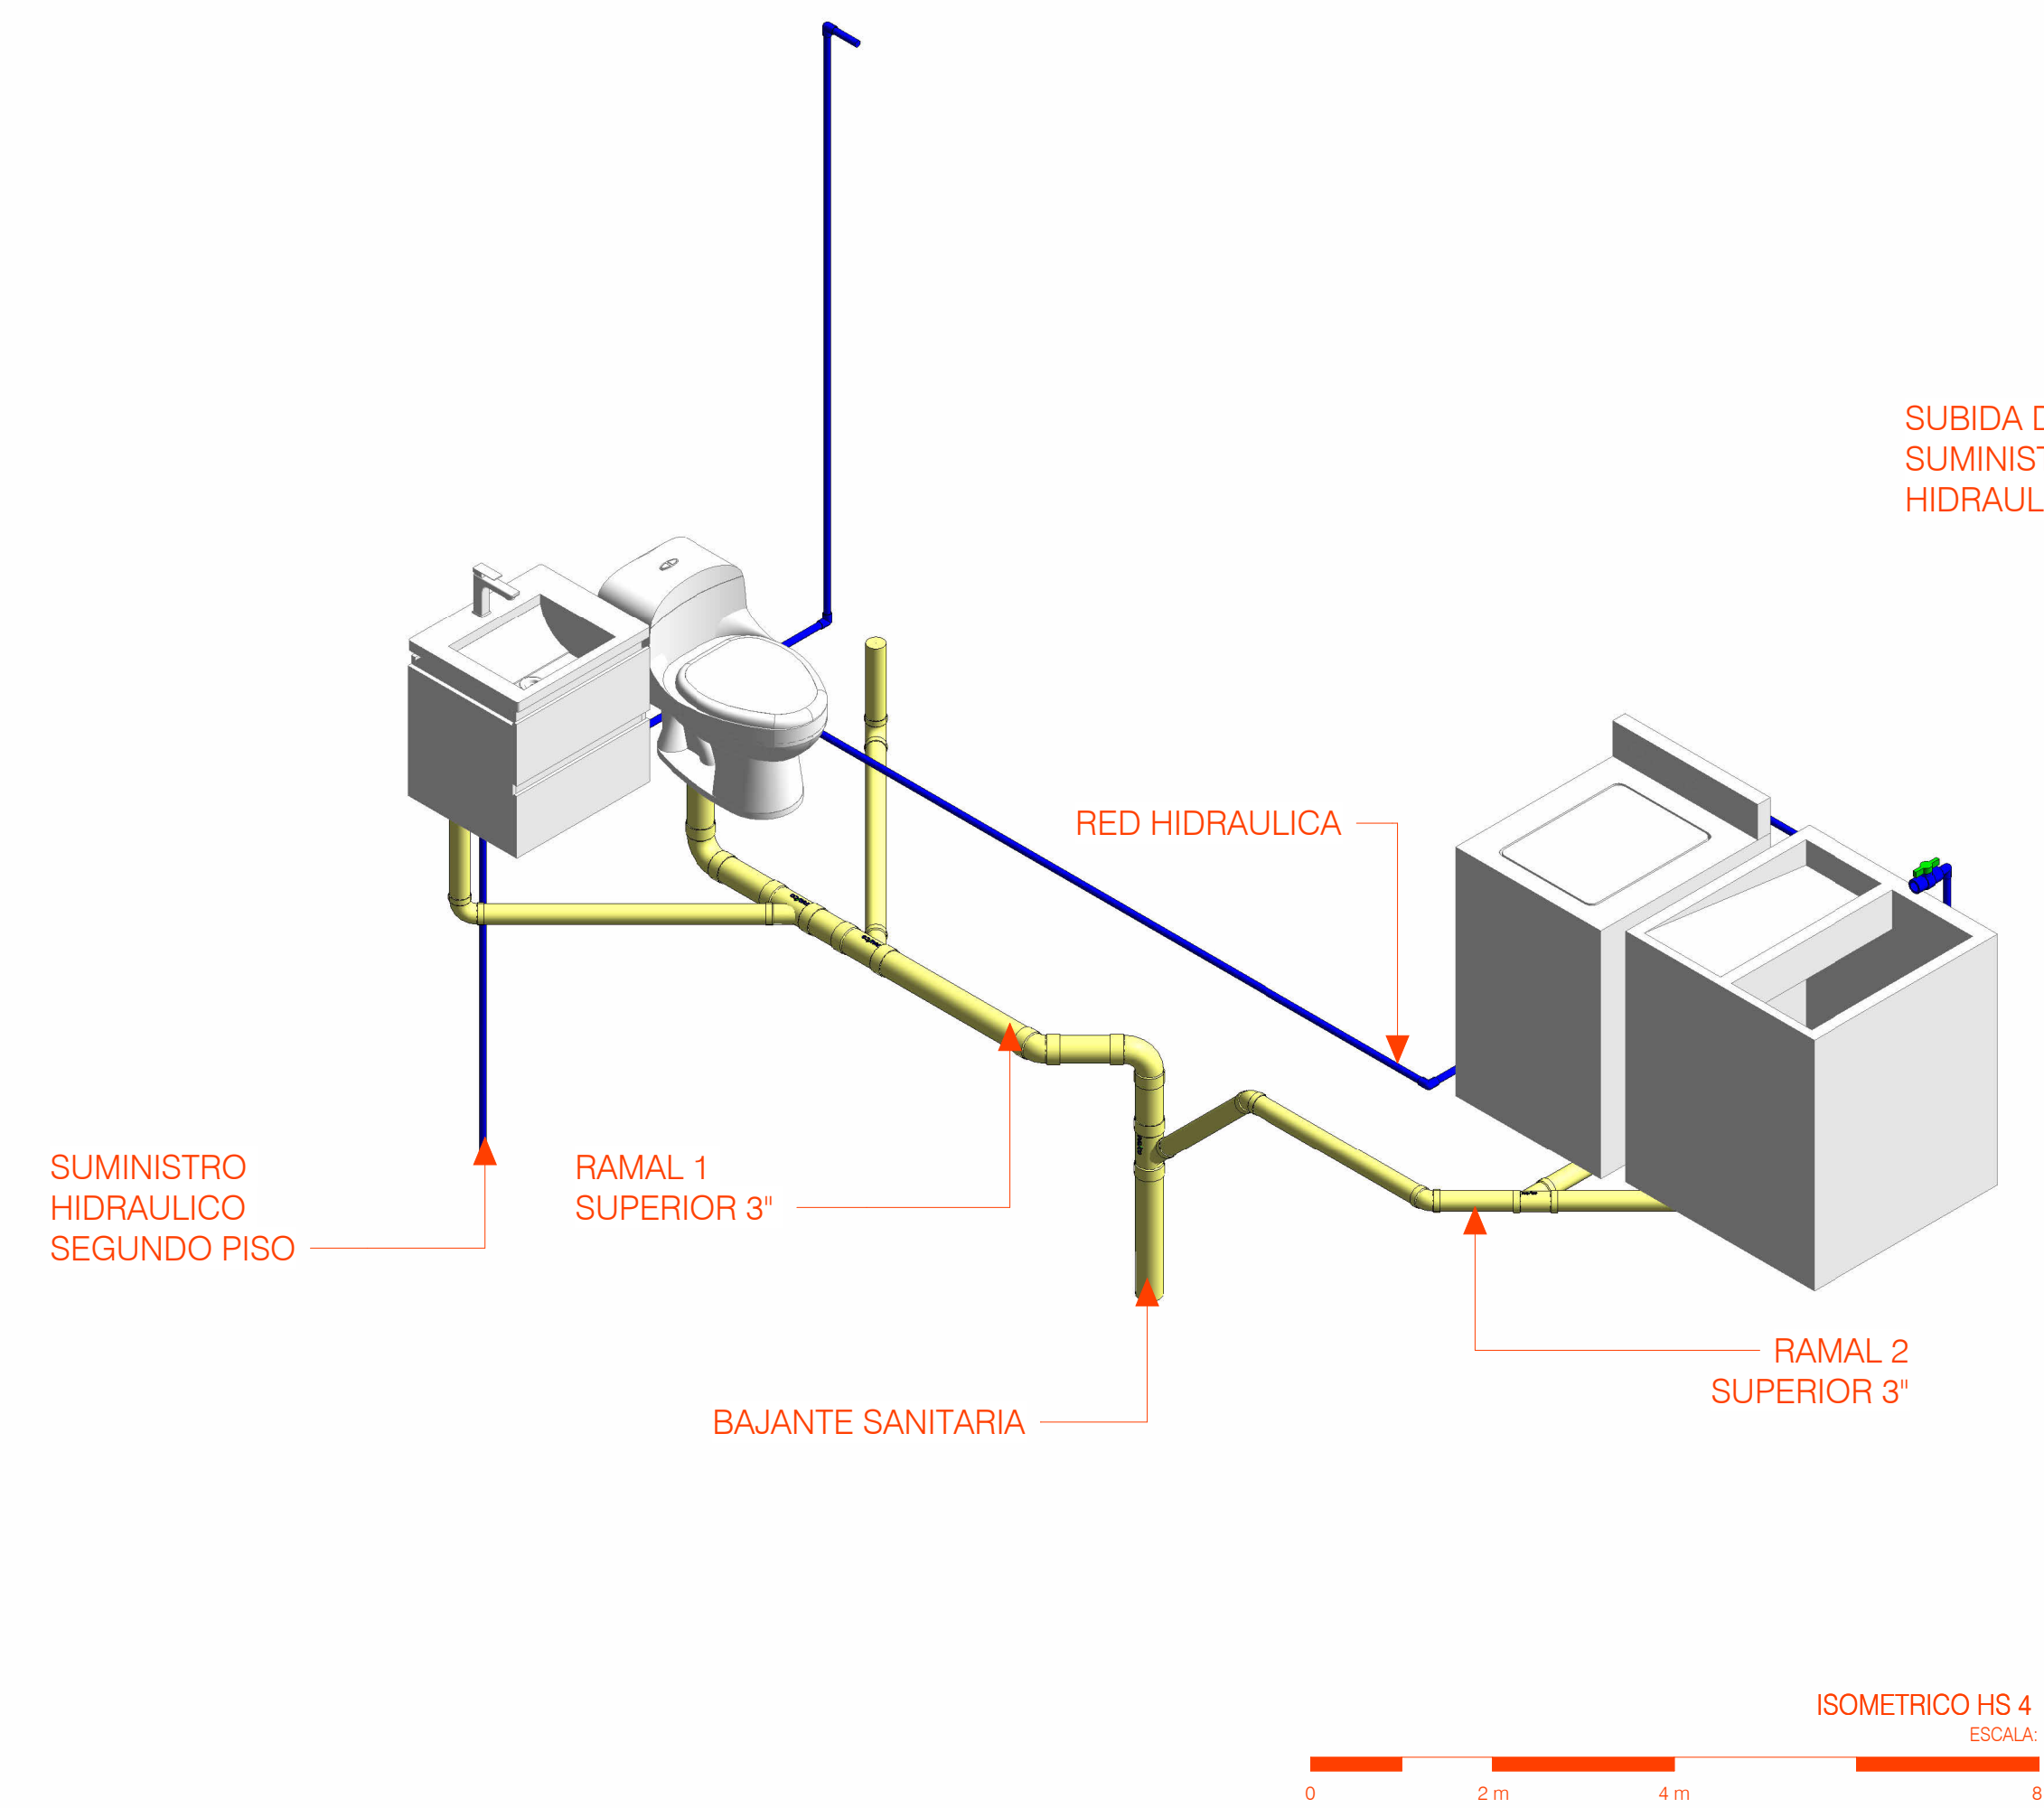 SUBIDA D
SUMINIST
HIDRAUL
RED HIDRAULICA
SUMINISTRO
HIDRAULICO
SEGUNDO PISO
RAMAL 1
SUPERIOR 3"
RAMAL 2
SUPERIOR 3"
BAJANTE SANITARIA
ISOMETRICO HS 4
ESCALA:
0 2 m 4 m 8